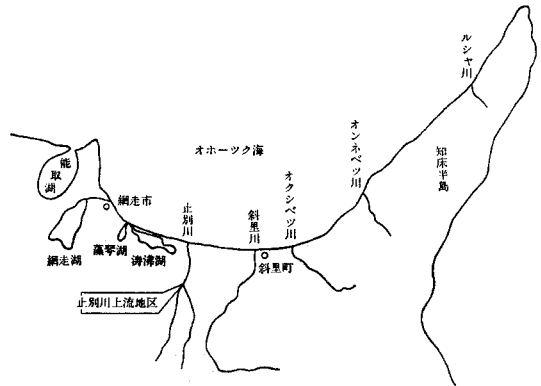 ルシャ川
知床半島
オンネベツ川
オホーツク海
オクシベツ川
斜里川
止別川
能取湖
網走市
網走湖
藻琴湖
涛沸湖
斜里町
止別川上流地区